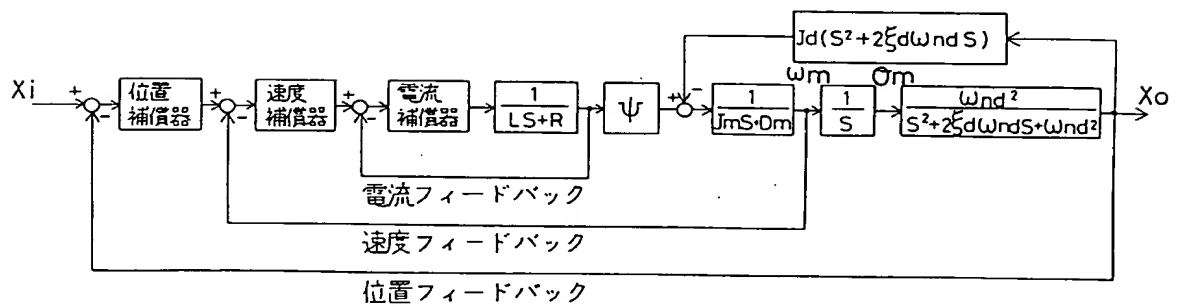 Jd(S²+2ξdωndS)
Xi
+
-
位置
補償器
+
-
速度
補償器
+
-
電流
補償器
1
LS+R
ψ
+
-
1
JmS+Dm
ωm
1
S
Θm
ωnd²
S²+2ξdωndS+ωnd²
Xo
電流フィードバック
速度フィードバック
位置フィードバック